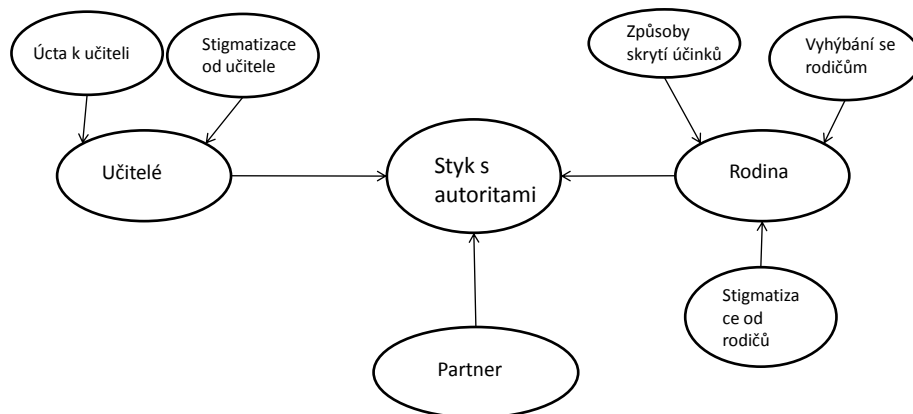 Úcta k učiteli
Stigmatizace
od učitele
Způsoby
skrytí účinků
Vyhýbání se
rodičům
Učitelé
Styk s
autoritami
Rodina
Stigmatiza
ce od
rodičů
Partner